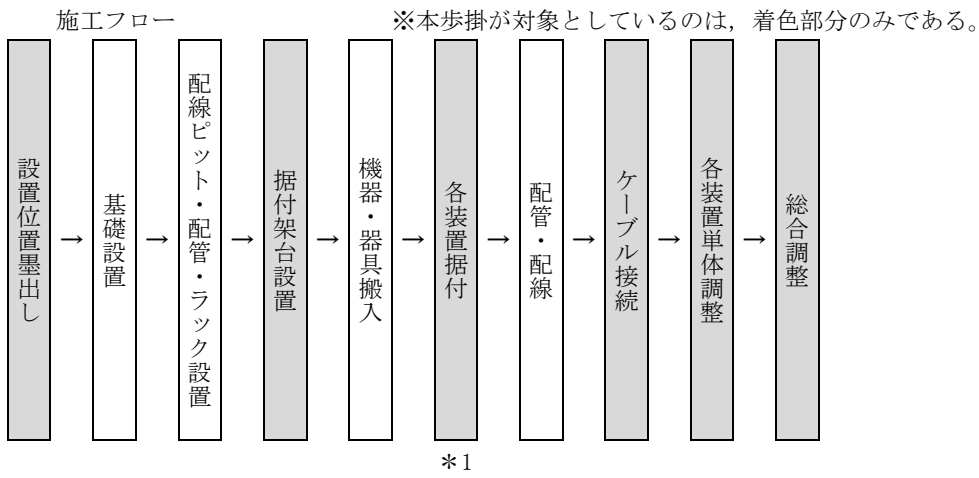 施工フロー
※本歩掛が対象としているのは，着色部分のみである。
設置位置墨出し
→
基礎設置
→
配線ピット・配管・ラック設置
→
据付架台設置
→
機器・器具搬入
→
各装置据付
→
配管・配線
→
ケーブル接続
→
各装置単体調整
→
総合調整
＊1